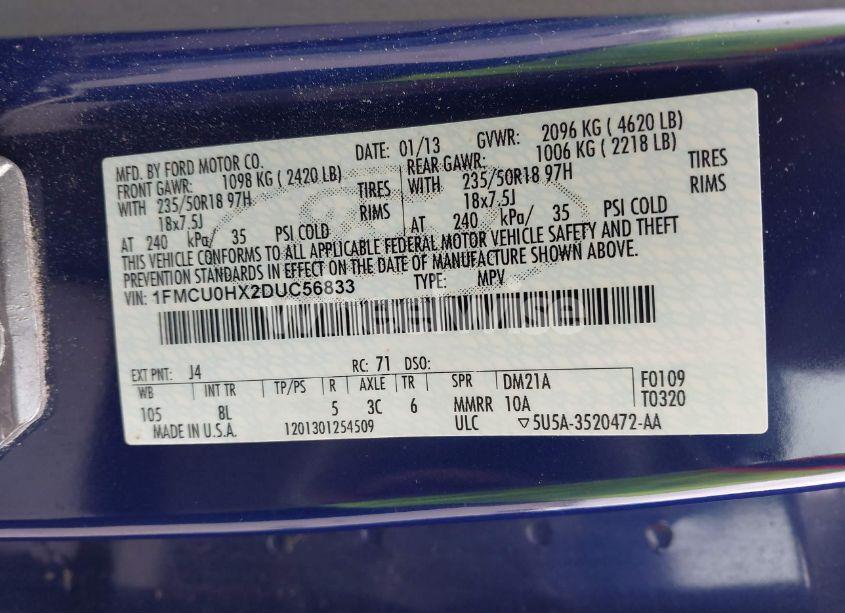 MFD. BY FORD MOTOR CO. DATE: 01/13 GVWR: 2096 KG ( 4620 LB)
FRONT GAWR: 1098 KG ( 2420 LB) REAR GAWR: 1006 KG ( 2218 LB)
WITH 235/50R18 97H TIRES WITH 235/50R18 97H TIRES
18x7.5J RIMS 18x7.5J RIMS
AT 240 kPa/ 35 PSI COLD AT 240 kPa/ 35 PSI COLD
THIS VEHICLE CONFORMS TO ALL APPLICABLE FEDERAL MOTOR VEHICLE SAFETY AND THEFT
PREVENTION STANDARDS IN EFFECT ON THE DATE OF MANUFACTURE SHOWN ABOVE.
VIN: 1FMCU0HX2DUC56833 TYPE: MPV
EXT PNT: J4 RC: 71 DSO:
WB INT TR TP/PS R AXLE TR SPR DM21A F0109
105 8L 5 3C 6 MMRR 10A T0320
MADE IN U.S.A. 1201301254509 ULC ▽5U5A-3520472-AA